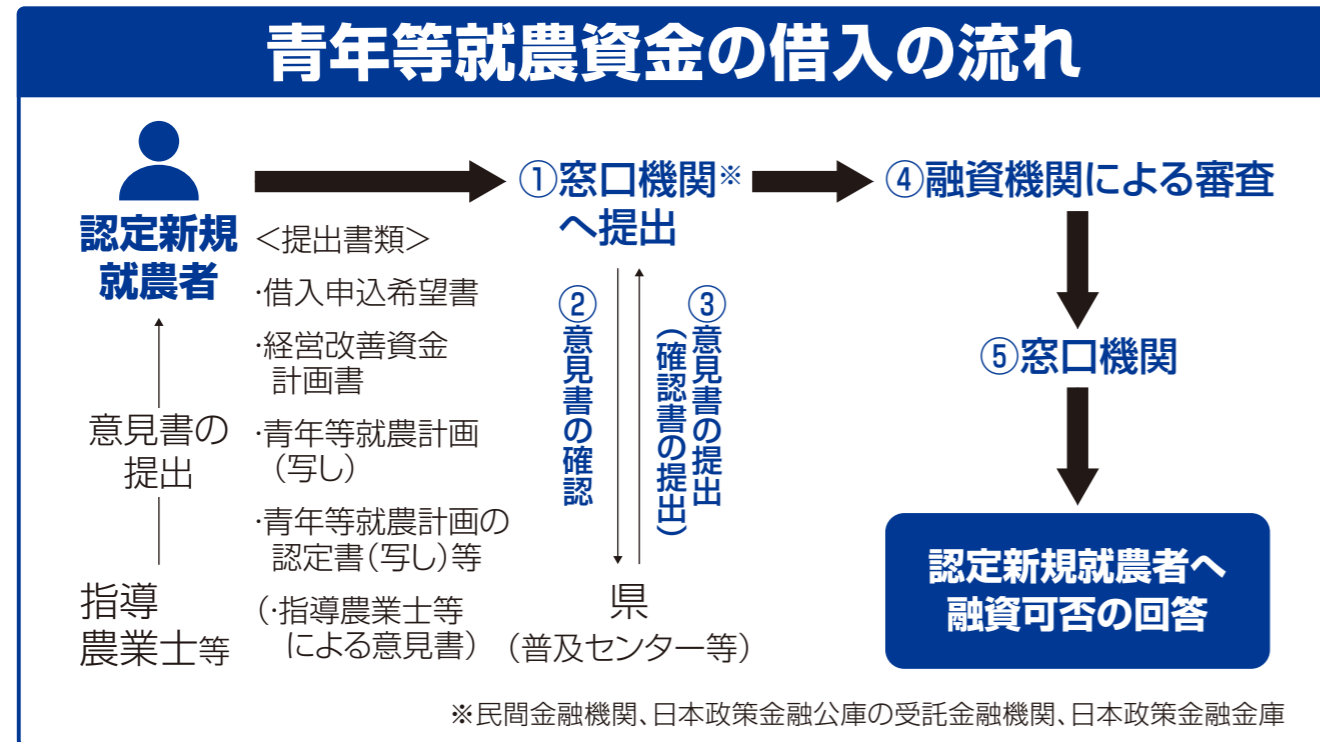 青年等就農資金の借入の流れ
認定新規
就農者
<提出書類>
·借入申込希望書
·経営改善資金
計画書
·青年等就農計画
(写し)
·青年等就農計画の
認定書(写し)等
(·指導農業士等
による意見書)
意見書の
提出
指導
農業士等
①窓口機関※
へ提出
②意見書の確認
③意見書の提出
(確認書の提出)
県
(普及センター等)
④融資機関による審査
⑤窓口機関
認定新規就農者へ
融資可否の回答
※民間金融機関、日本政策金融公庫の受託金融機関、日本政策金融金庫